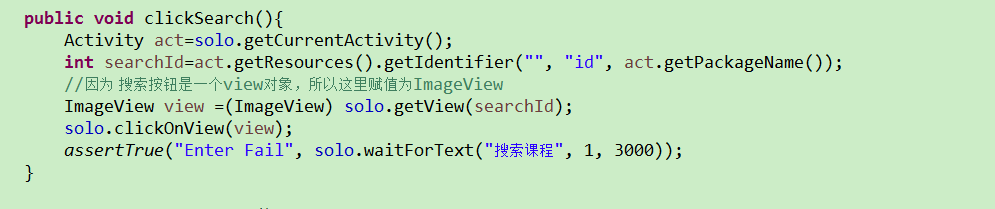 public void clickSearch(){
Activity act=solo.getCurrentActivity();
int searchId=act.getResources().getIdentifier("", "id", act.getPackageName());
//因为 搜索按钮是一个view对象，所以这里赋值为ImageView
ImageView view =(ImageView) solo.getView(searchId);
solo.clickOnView(view);
assertTrue("Enter Fail", solo.waitForText("搜索课程", 1, 3000));
}